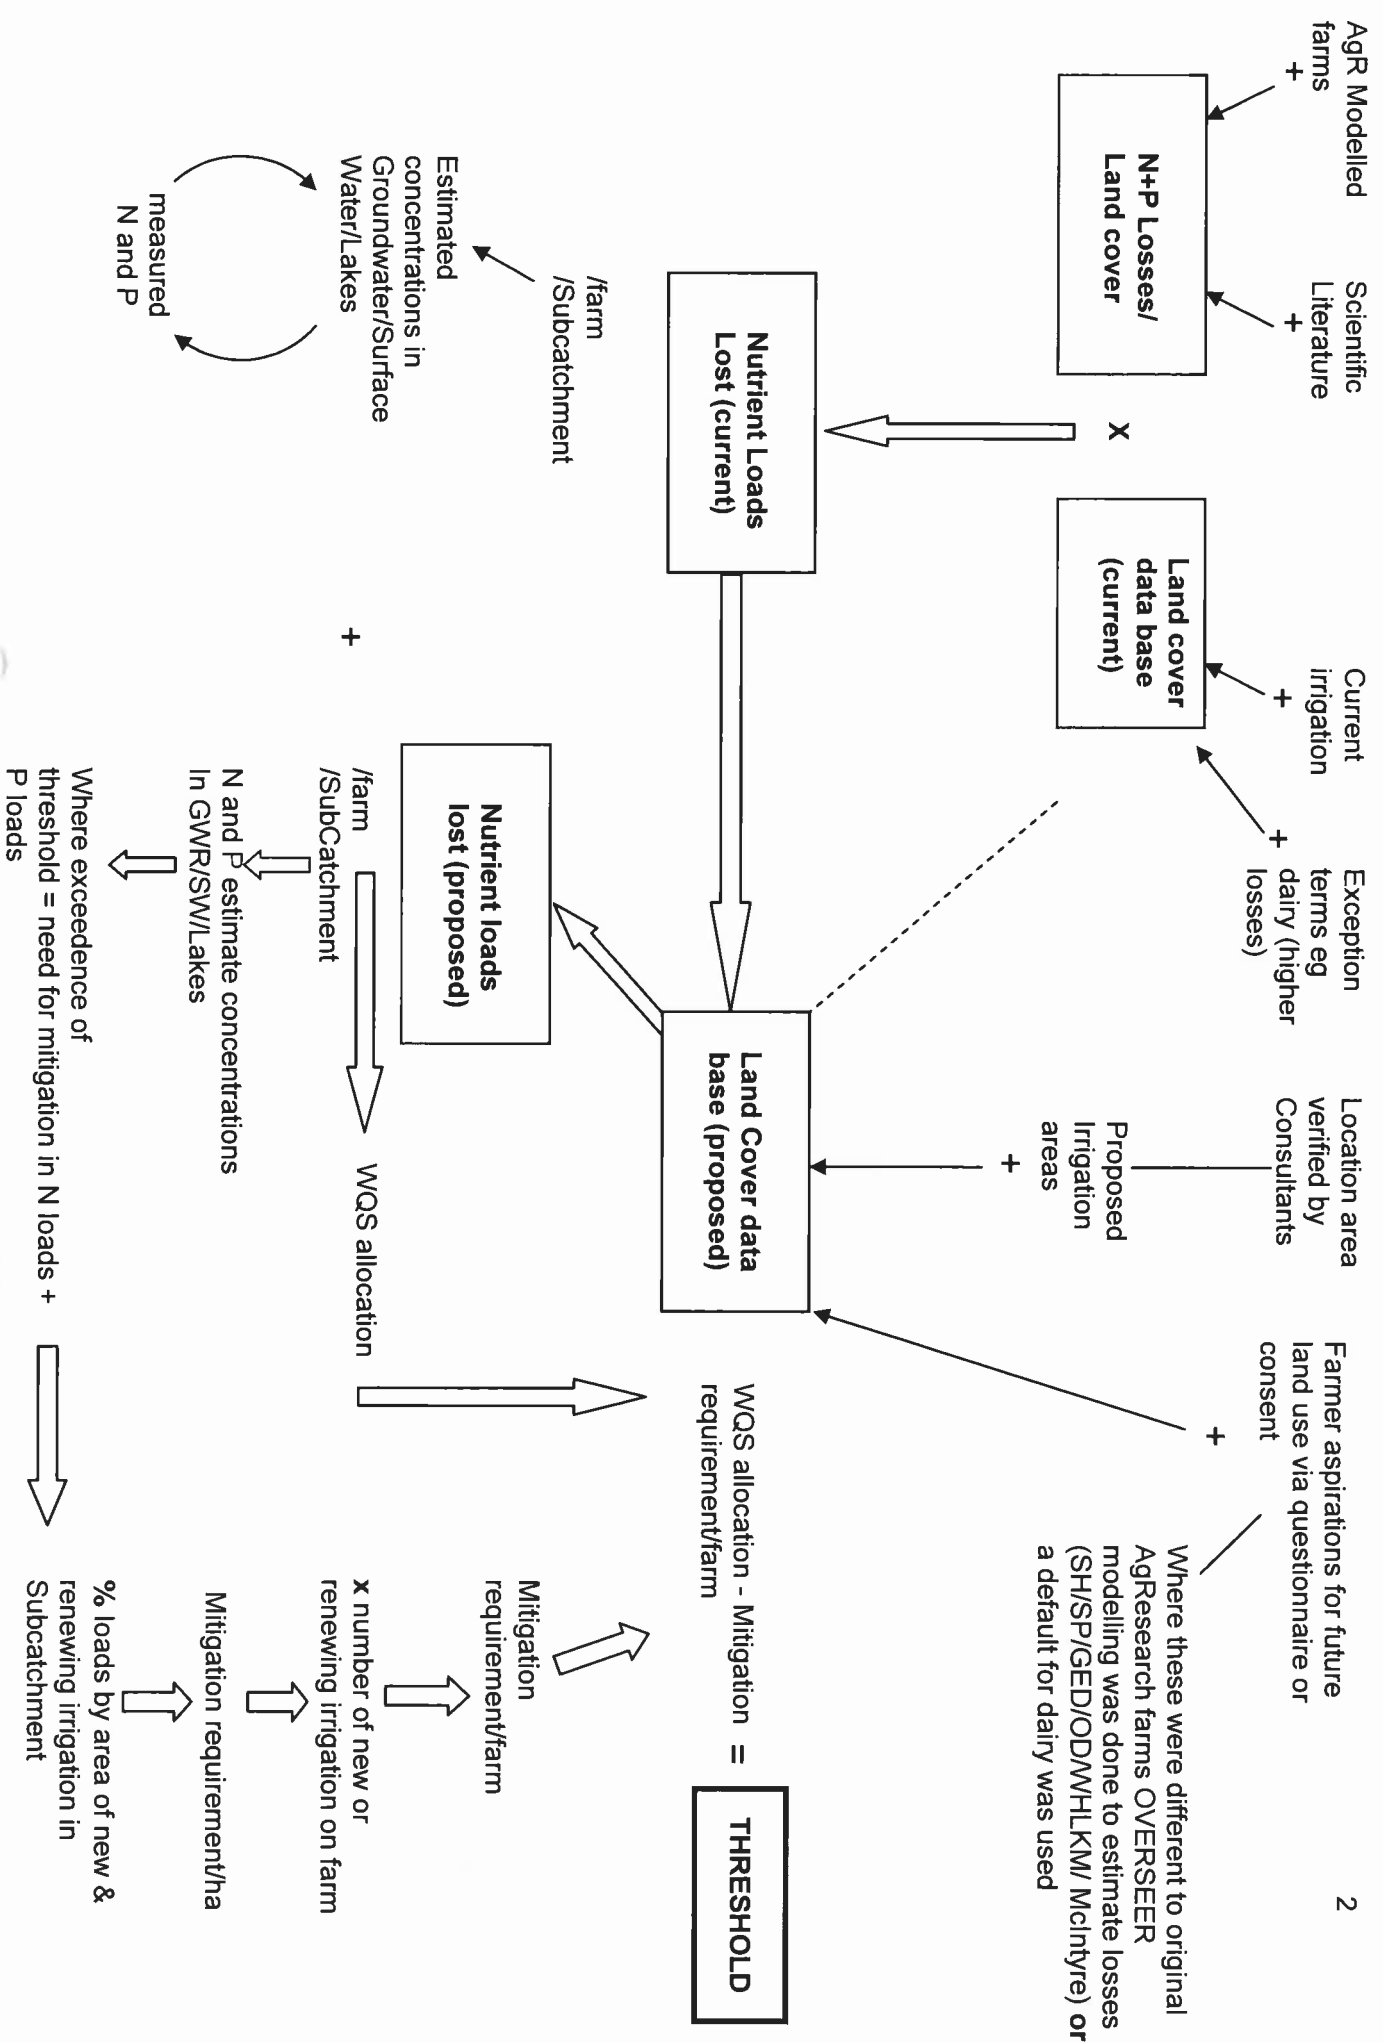 2
AgR Modelled
farms
+
Scientific
Literature
+
Current
irrigation
+
Exception
terms eg
dairy (higher
losses)
+
Location area
verified by
Consultants
Proposed
Irrigation
areas
+
Farmer aspirations for future
land use via questionnaire or
consent
+
Where these were different to original
AgResearch farms OVERSEER
modelling was done to estimate losses
(SH/SP/GED/OD/WHLKM/ McIntyre) or
a default for dairy was used
N+P Losses/
Land cover
x
Land cover
data base
(current)
Nutrient Loads
Lost (current)
Land Cover data
base (proposed)
WQS allocation - Mitigation
requirement/farm
=
THRESHOLD
/farm
/Subcatchment
Estimated
concentrations in
Groundwater/Surface
Water/Lakes
measured
N and P
+
Nutrient loads
lost (proposed)
/farm
/SubCatchment
WQS allocation
N and P estimate concentrations
In GWR/SW/Lakes
Where exceedence of
threshold = need for mitigation in N loads +
P loads
Mitigation
requirement/farm
x number of new or
renewing irrigation on farm
Mitigation requirement/ha
% loads by area of new &
renewing irrigation in
Subcatchment